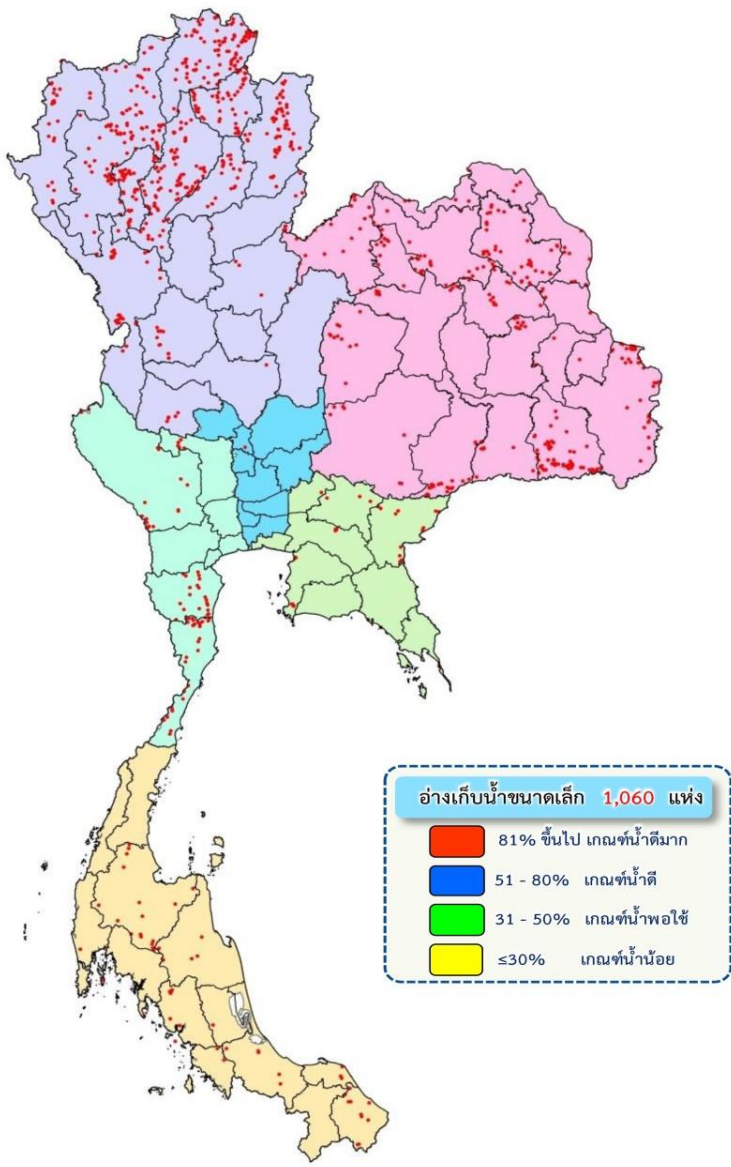 อ่างเก็บน้ำขนาดเล็ก 1,060 แห่ง
81% ขึ้นไป เกณฑ์น้ำดีมาก
51 - 80% เกณฑ์น้ำดี
31 - 50% เกณฑ์น้ำพอใช้
≤30% เกณฑ์น้ำน้อย